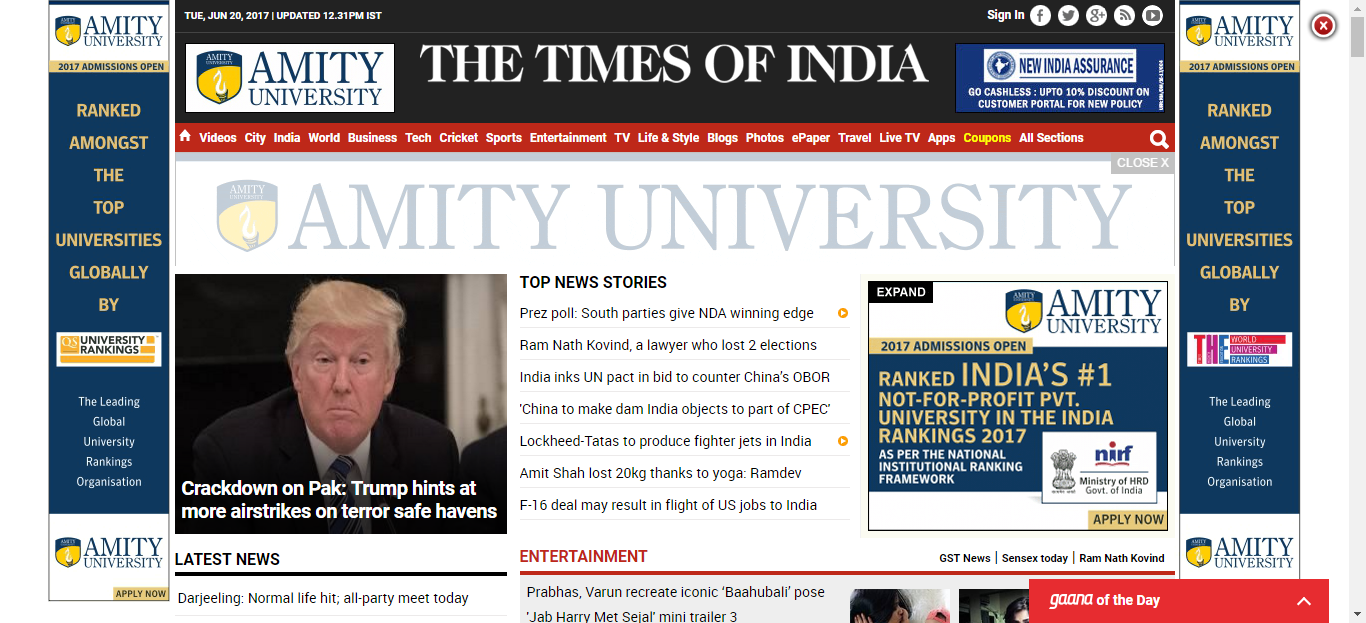 AMITY
UNIVERSITY
2017 ADMISSIONS OPEN
RANKED
AMONGST
THE
TOP
UNIVERSITIES
GLOBALLY
BY
QS UNIVERSITY
RANKINGS
The Leading
Global
University
Rankings
Organisation
AMITY
UNIVERSITY
APPLY NOW
TUE, JUN 20, 2017 | UPDATED 12.31PM IST
Sign In
AMITY
UNIVERSITY
THE TIMES OF INDIA
NEW INDIA ASSURANCE
GO CASHLESS : UPTO 10% DISCOUNT ON
CUSTOMER PORTAL FOR NEW POLICY
Videos City India World Business Tech Cricket Sports Entertainment TV Life & Style Blogs Photos ePaper Travel Live TV Apps Coupons All Sections
CLOSE X
AMITY UNIVERSITY
Crackdown on Pak: Trump hints at
more airstrikes on terror safe havens
LATEST NEWS
Darjeeling: Normal life hit; all-party meet today
TOP NEWS STORIES
Prez poll: South parties give NDA winning edge
Ram Nath Kovind, a lawyer who lost 2 elections
India inks UN pact in bid to counter China's OBOR
'China to make dam India objects to part of CPEC'
Lockheed-Tatas to produce fighter jets in India
Amit Shah lost 20kg thanks to yoga: Ramdev
F-16 deal may result in flight of US jobs to India
EXPAND
AMITY
UNIVERSITY
2017 ADMISSIONS OPEN
RANKED INDIA'S #1
NOT-FOR-PROFIT PVT.
UNIVERSITY IN THE INDIA
RANKINGS 2017
AS PER THE NATIONAL
INSTITUTIONAL RANKING
FRAMEWORK
nirf
Ministry of HRD
Govt. of India
APPLY NOW
ENTERTAINMENT
GST News | Sensex today | Ram Nath Kovind
Prabhas, Varun recreate iconic 'Baahubali' pose
'Jab Harry Met Sejal' mini trailer 3
gaana of the Day
AMITY
UNIVERSITY
2017 ADMISSIONS OPEN
RANKED
AMONGST
THE
TOP
UNIVERSITIES
GLOBALLY
BY
THE WORLD
UNIVERSITY
RANKINGS
The Leading
Global
University
Rankings
Organisation
AMITY
UNIVERSITY